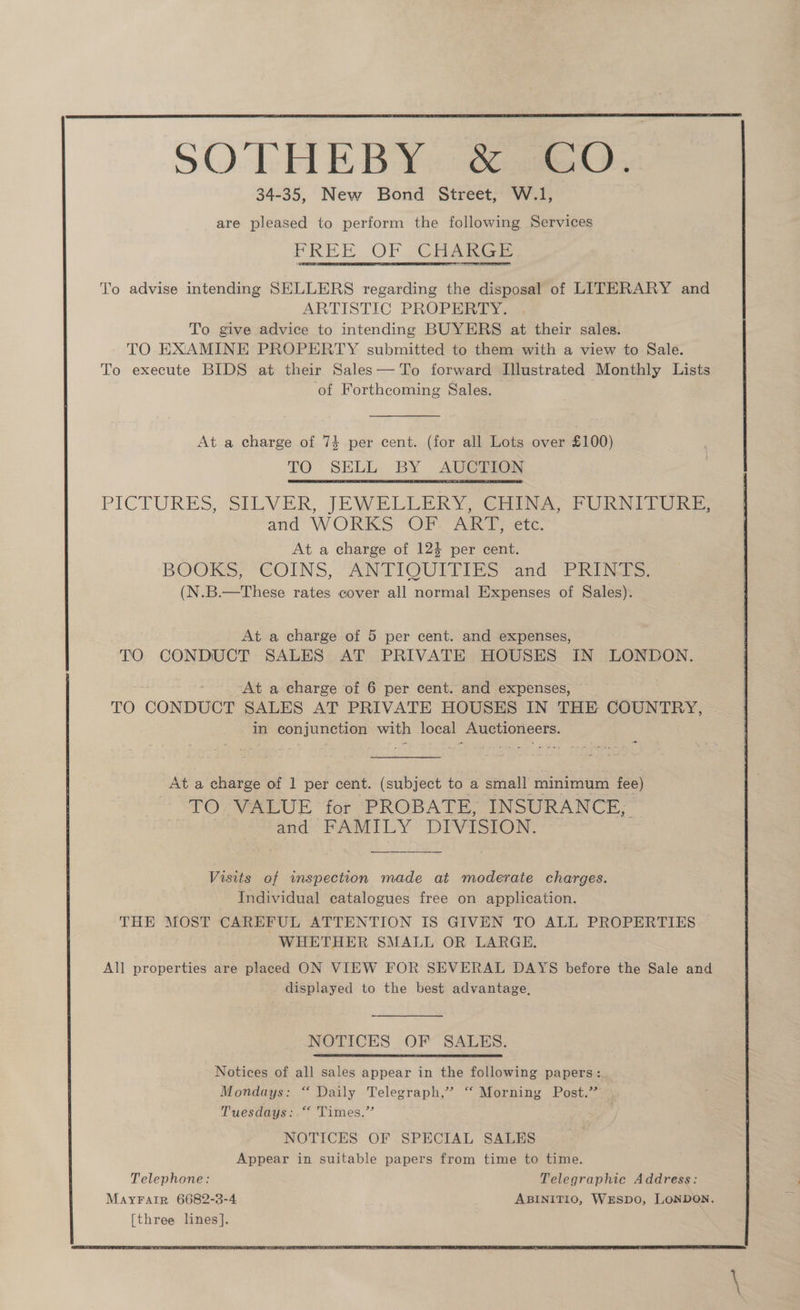 SOTHEBY & CO.
34-35, New Bond Street, W.1,
are pleased to perform the following Services
FREE OF CHARGE
To advise intending SELLERS regarding the disposal of LITERARY and
ARTISTIC PROPERTY.
To give advice to intending BUYERS at their sales.
TO EXAMINE PROPERTY submitted to them with a view to Sale.
To execute BIDS at their Sales — To forward Illustrated Monthly Lists
of Forthcoming Sales.
At a charge of 7½ per cent. (for all Lots over £100)
TO SELL BY AUCTION
PICTURES, SILVER, JEWELLERY, CHINA, FURNITURE,
and WORKS OF ART, etc.
At a charge of 12½ per cent.
BOOKS, COINS, ANTIQUITIES and PRINTS.
(N.B.—These rates cover all normal Expenses of Sales).
At a charge of 5 per cent. and expenses,
TO CONDUCT SALES AT PRIVATE HOUSES IN LONDON.
At a charge of 6 per cent. and expenses,
TO CONDUCT SALES AT PRIVATE HOUSES IN THE COUNTRY,
in conjunction with local Auctioneers.
At a charge of 1 per cent. (subject to a small minimum fee)
TO VALUE for PROBATE, INSURANCE,
and FAMILY DIVISION.
Visits of inspection made at moderate charges.
Individual catalogues free on application.
THE MOST CAREFUL ATTENTION IS GIVEN TO ALL PROPERTIES
WHETHER SMALL OR LARGE.
All properties are placed ON VIEW FOR SEVERAL DAYS before the Sale and
displayed to the best advantage.
NOTICES OF SALES.
Notices of all sales appear in the following papers:
Mondays: “ Daily Telegraph,” “ Morning Post.”
Tuesdays: “ Times.”
NOTICES OF SPECIAL SALES
Appear in suitable papers from time to time.
Telephone: Telegraphic Address:
MAYFAIR 6682-3-4 ABINITIO, WESDO, LONDON.
[three lines].